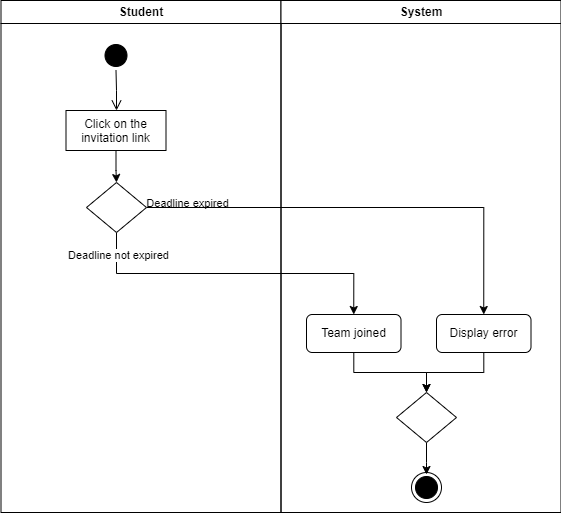 Student
System
Click on the
invitation link
Deadline expired
Deadline not expired
Team joined
Display error